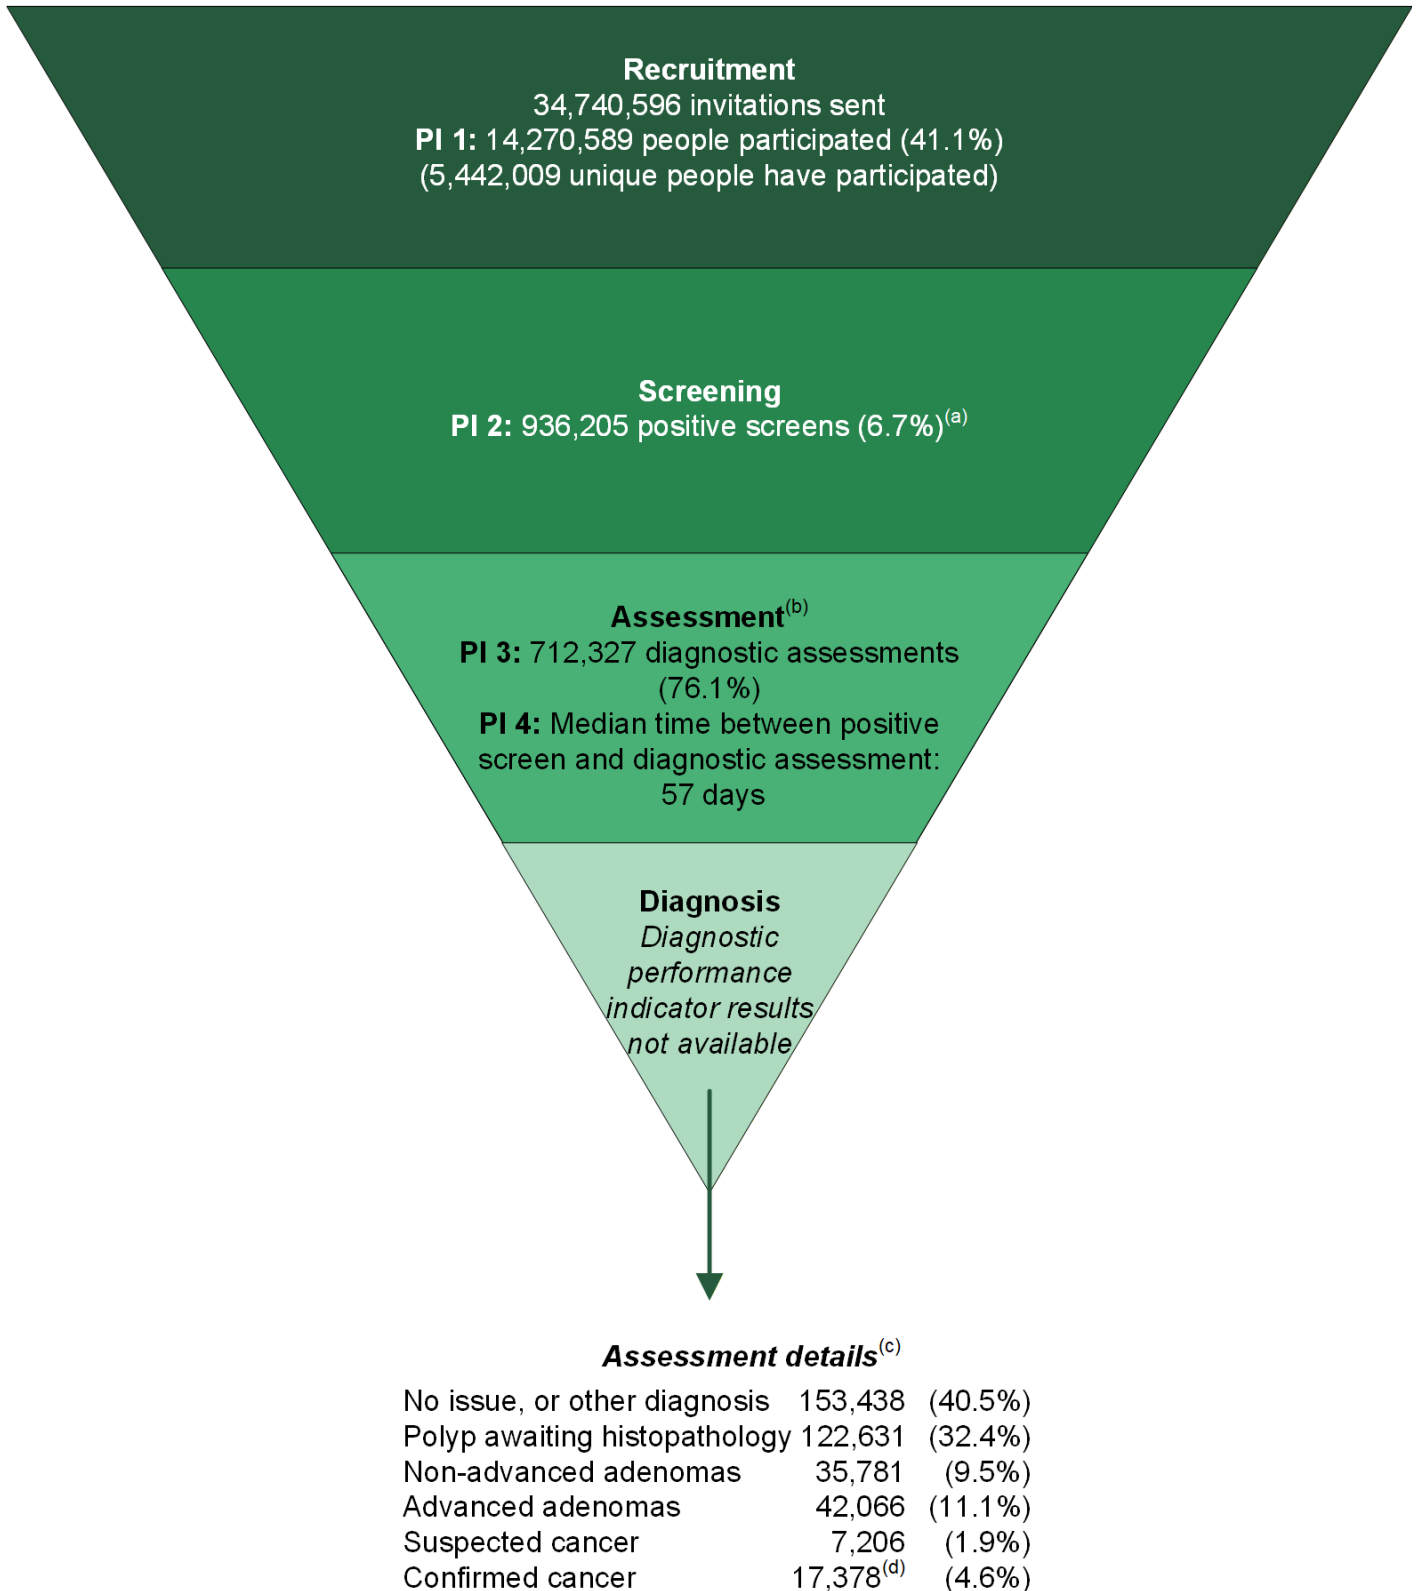 Recruitment
34,740,596 invitations sent
PI 1: 14,270,589 people participated (41.1%)
(5,442,009 unique people have participated)
Screening
PI 2: 936,205 positive screens (6.7%)(a)
Assessment(b)
PI 3: 712,327 diagnostic assessments
(76.1%)
PI 4: Median time between positive
screen and diagnostic assessment:
57 days
Diagnosis
Diagnostic
performance
indicator results
not available
Assessment details(c)
No issue, or other diagnosis 153,438 (40.5%)
Polyp awaiting histopathology 122,631 (32.4%)
Non-advanced adenomas 35,781 (9.5%)
Advanced adenomas 42,066 (11.1%)
Suspected cancer 7,206 (1.9%)
Confirmed cancer 17,378(d) (4.6%)